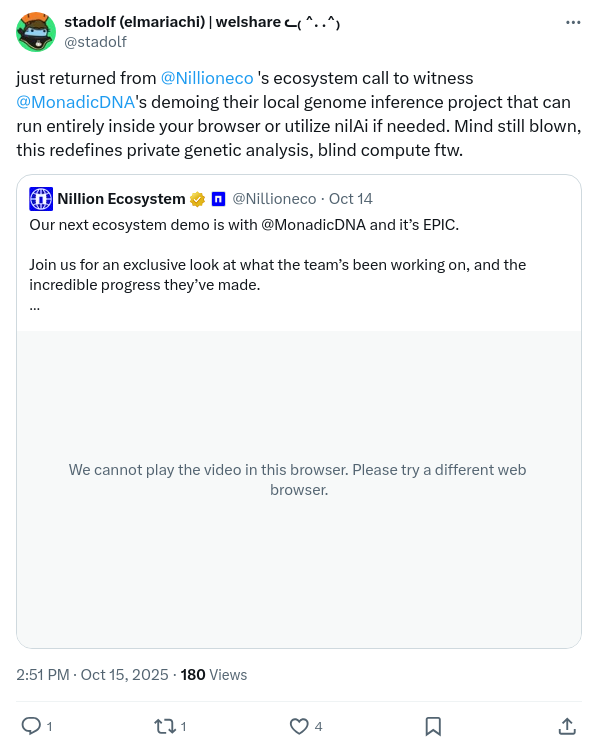 stadolf (elmariachi) | welshare ᓚ₍ ^. .^₎
@stadolf
just returned from @Nillioneco 's ecosystem call to witness
@MonadicDNA's demoing their local genome inference project that can
run entirely inside your browser or utilize nilAi if needed. Mind still blown,
this redefines private genetic analysis, blind compute ftw.
Nillion Ecosystem @Nillioneco · Oct 14
Our next ecosystem demo is with @MonadicDNA and it’s EPIC.
Join us for an exclusive look at what the team’s been working on, and the
incredible progress they’ve made.
...
We cannot play the video in this browser. Please try a different web
browser.
2:51 PM · Oct 15, 2025 · 180 Views
1 1 4